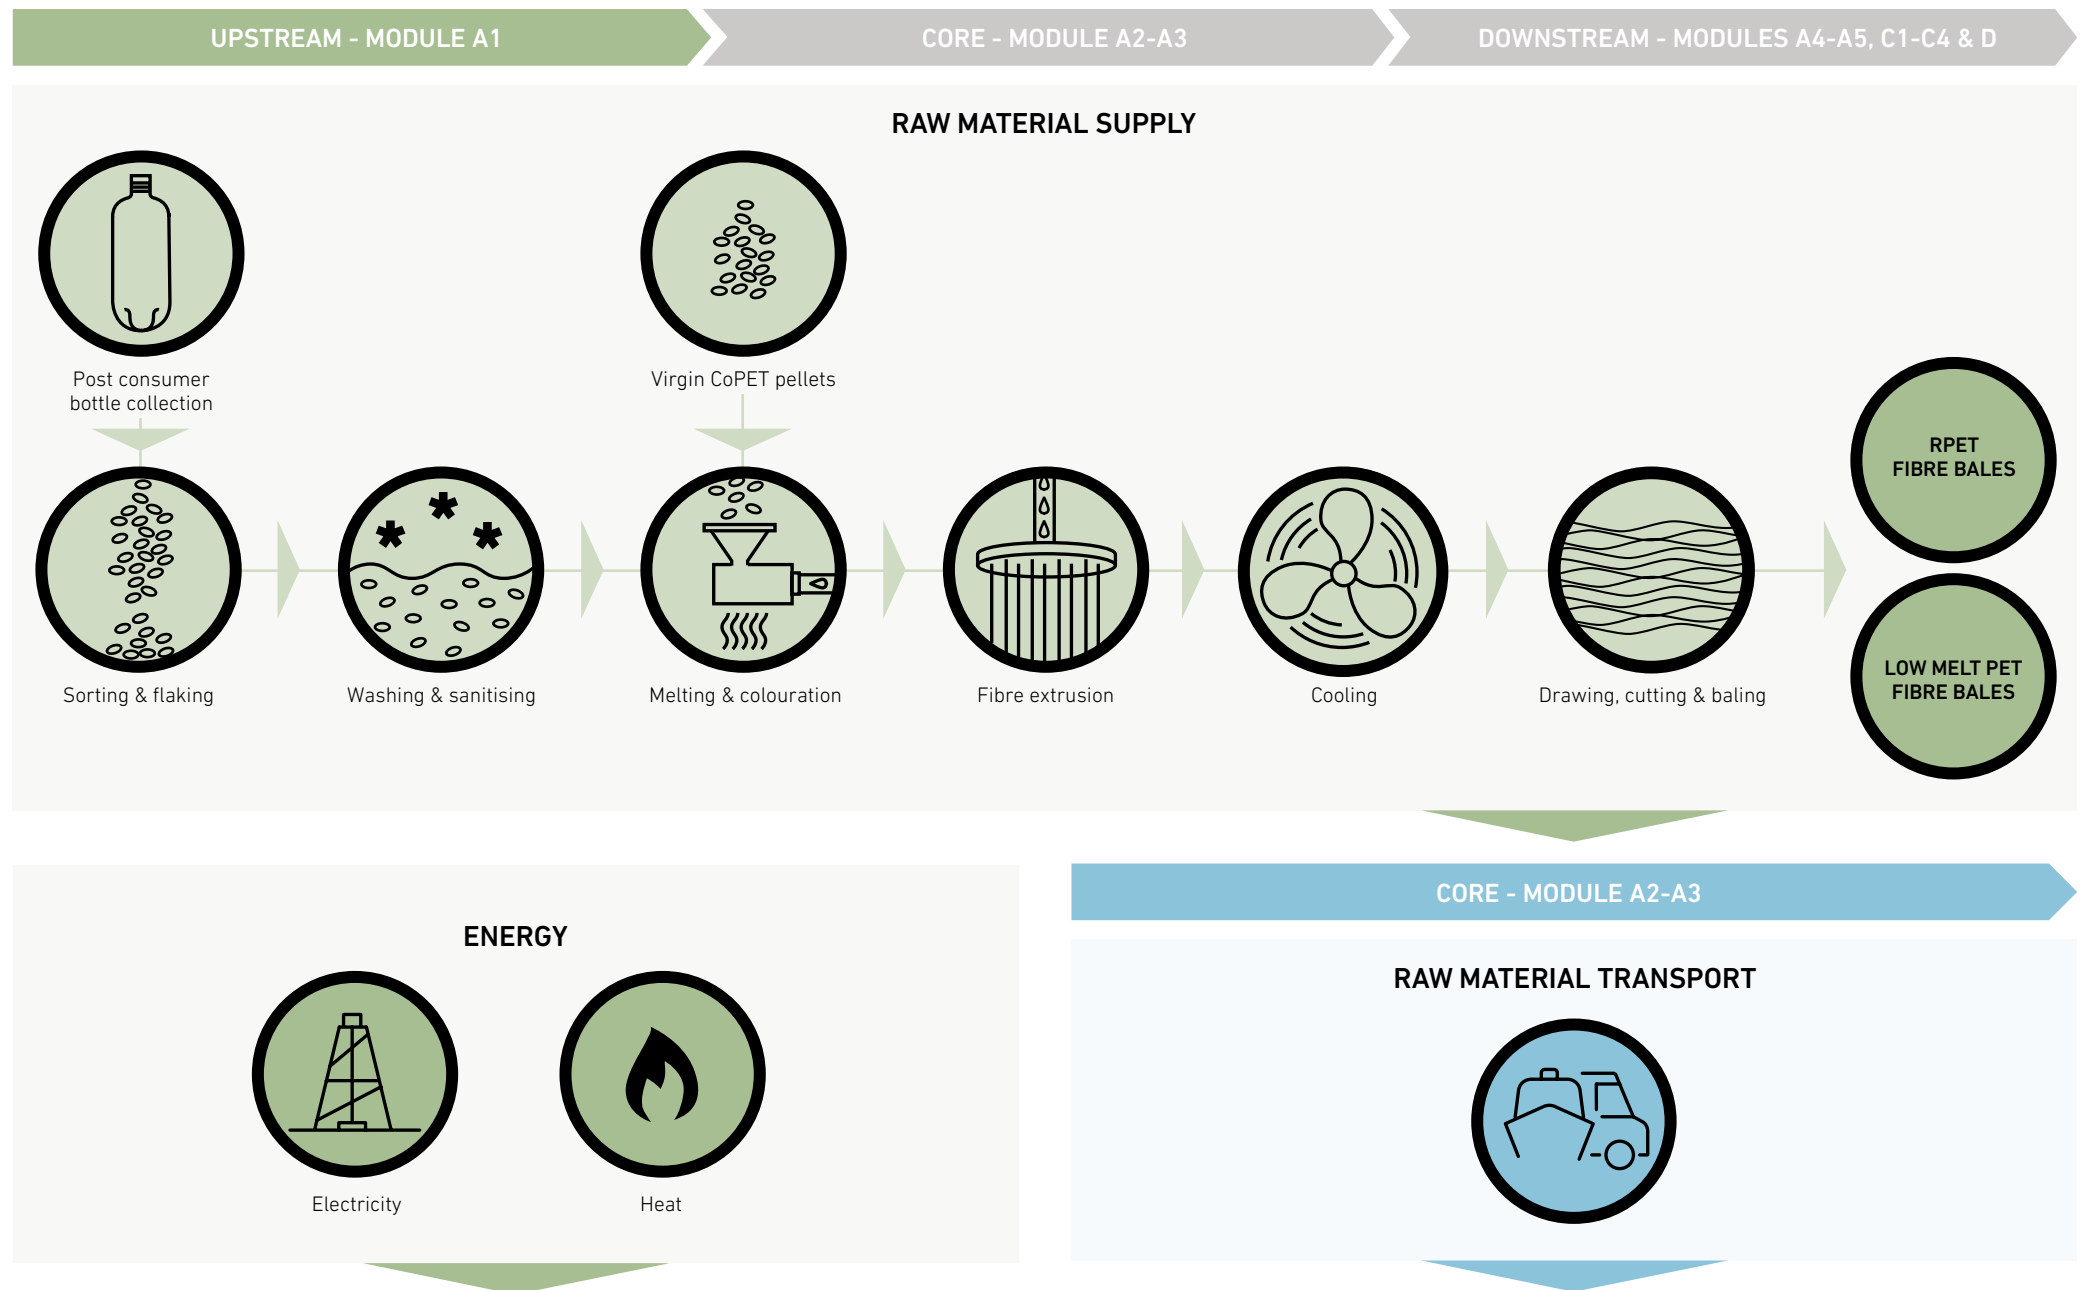 UPSTREAM - MODULE A1
CORE - MODULE A2-A3
DOWNSTREAM - MODULES A4-A5, C1-C4 & D
RAW MATERIAL SUPPLY
Post consumer
bottle collection
Virgin CoPET pellets
RPET
FIBRE BALES
LOW MELT PET
FIBRE BALES
Sorting & flaking
Washing & sanitising
Melting & colouration
Fibre extrusion
Cooling
Drawing, cutting & baling
ENERGY
Electricity
Heat
CORE - MODULE A2-A3
RAW MATERIAL TRANSPORT